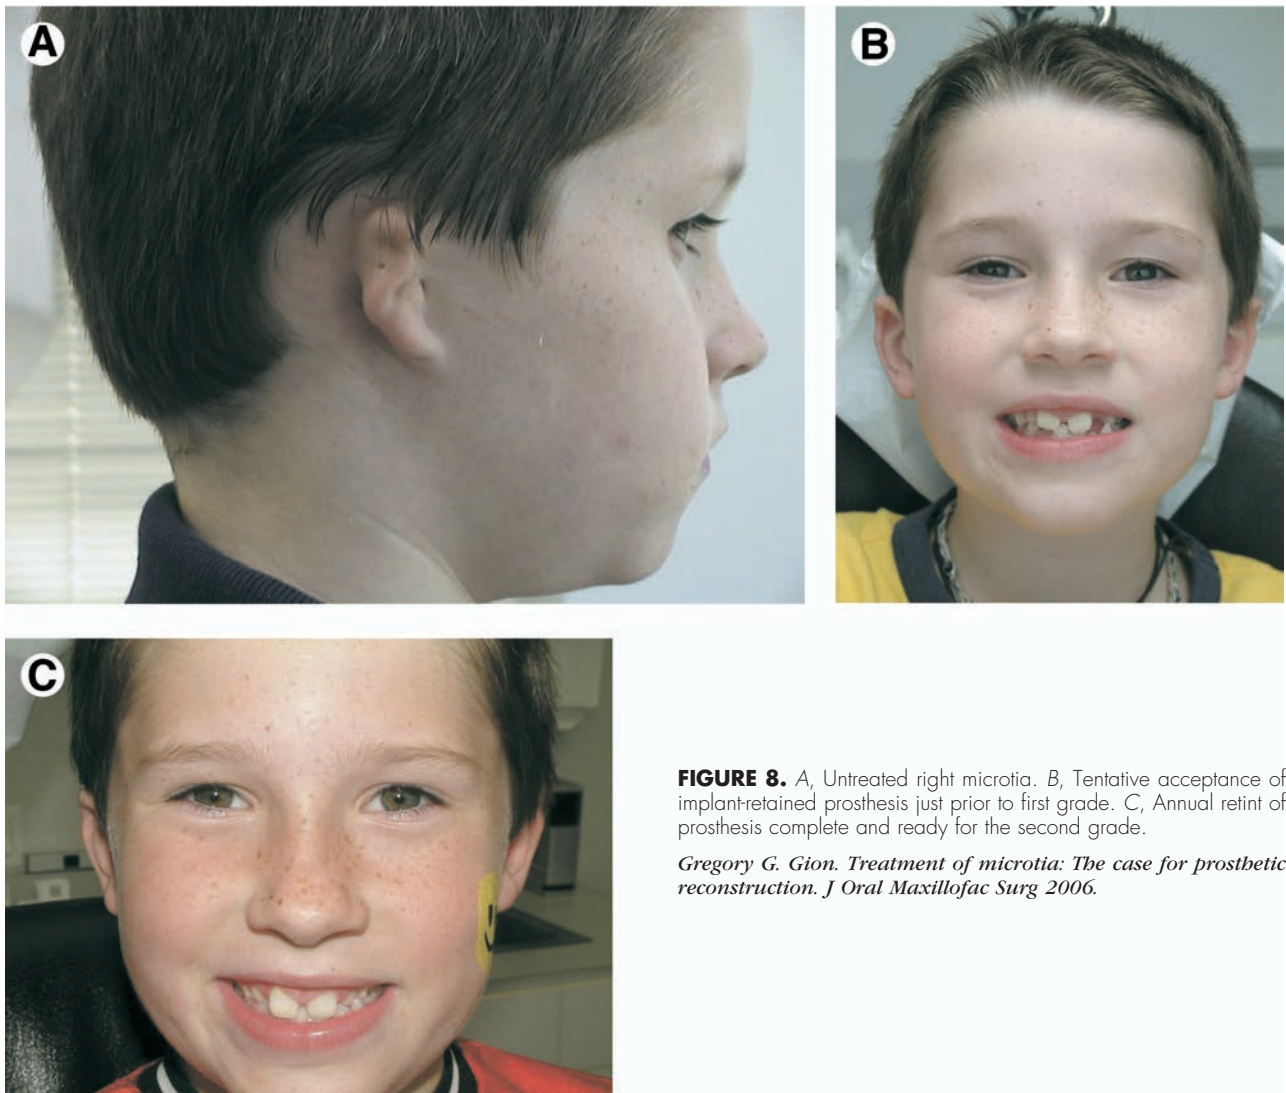 A
B
C
FIGURE 8. A, Untreated right microtia. B, Tentative acceptance of
implant-retained prosthesis just prior to first grade. C, Annual retint of
prosthesis complete and ready for the second grade.
Gregory G. Gion. Treatment of microtia: The case for prosthetic
reconstruction. J Oral Maxillofac Surg 2006.